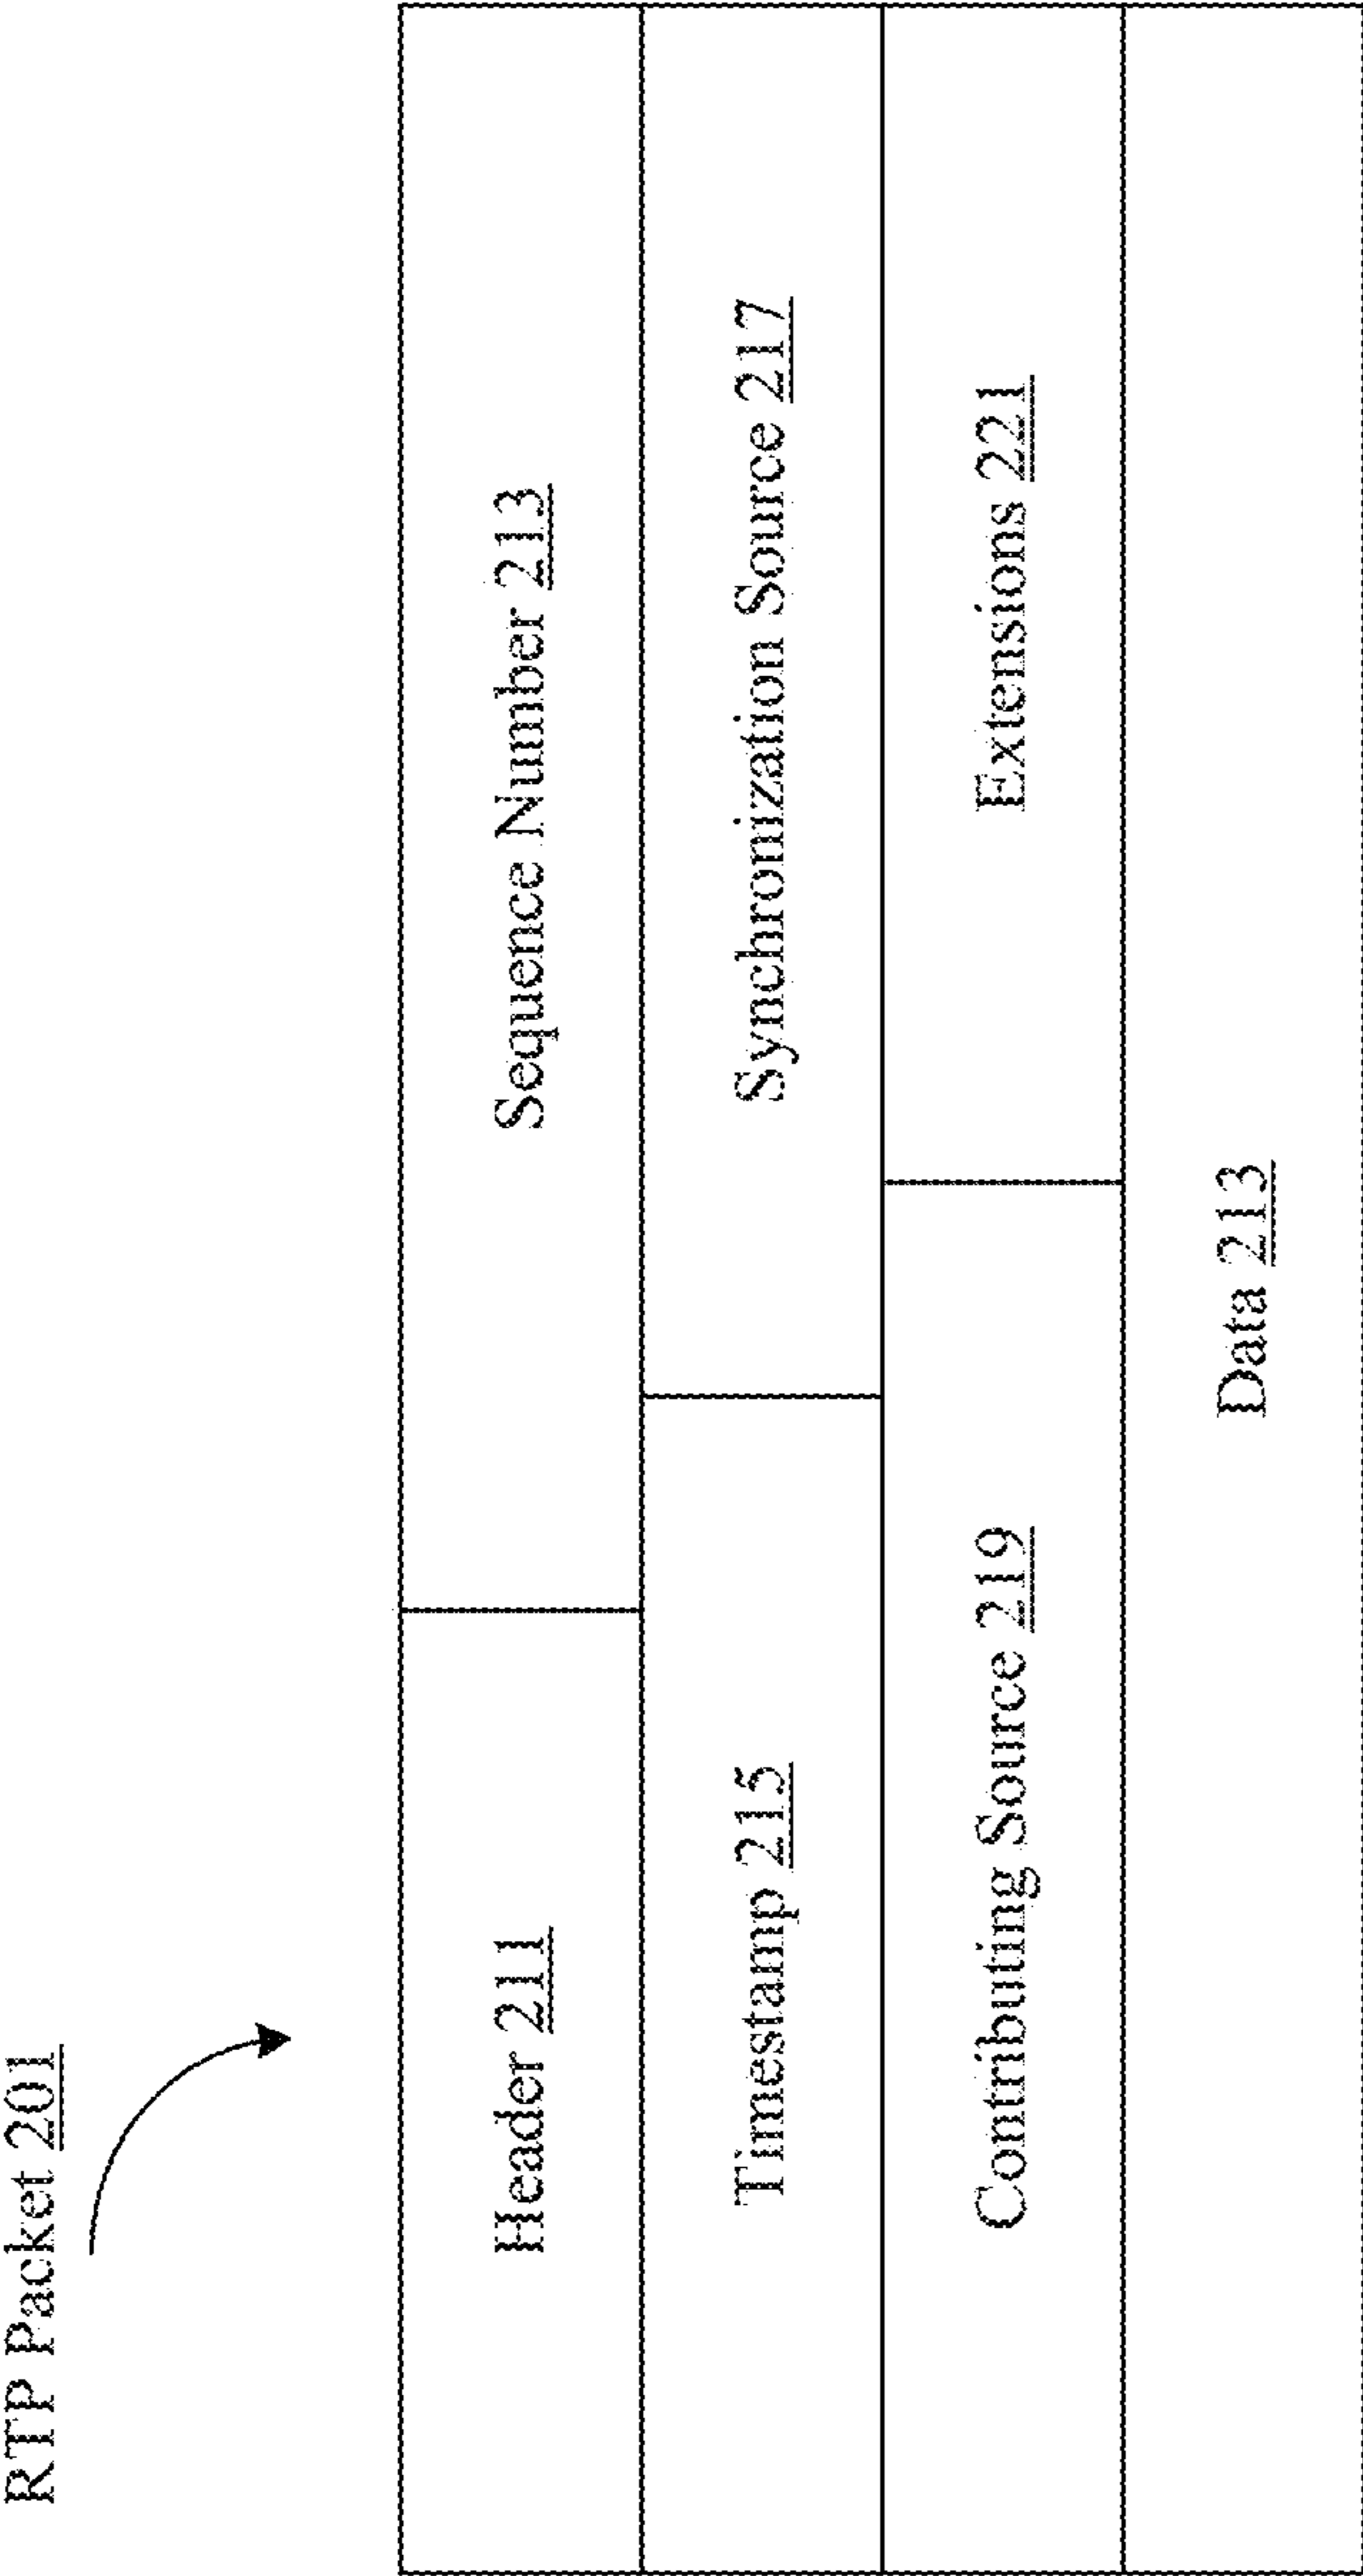 RTP Packet 201
Header 211
Sequence Number 213
Timestamp 215
Synchronization Source 217
Contributing Source 219
Extensions 221
Data 213